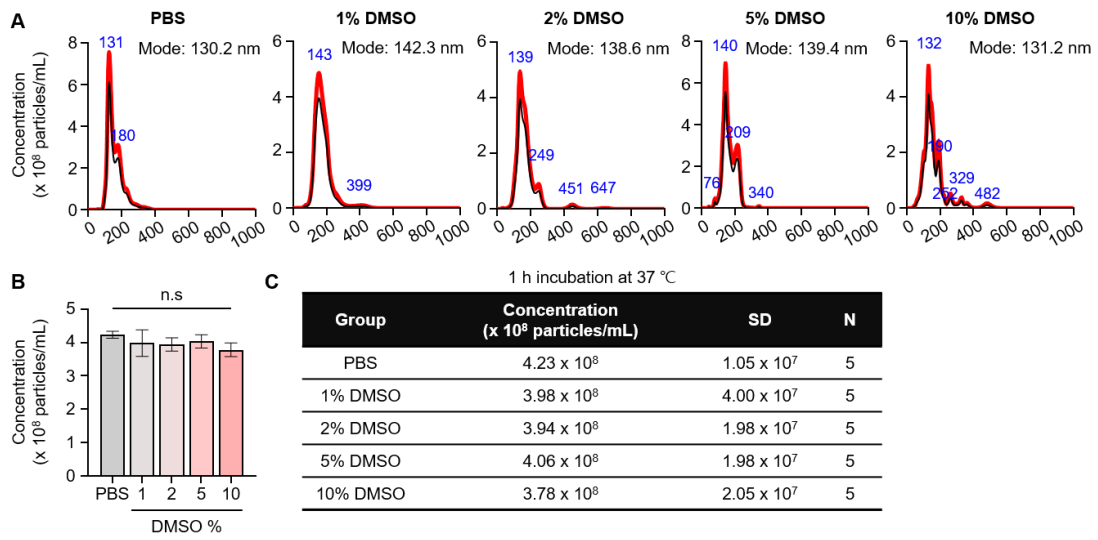 A
PBS
1% DMSO
2% DMSO
5% DMSO
10% DMSO
Concentration
(x 10⁸ particles/mL)
8
6
4
2
0
131
180
Mode: 130.2 nm
0 200 400 600 800 1000
6
4
2
0
143
399
Mode: 142.3 nm
0 200 400 600 800 1000
6
4
2
0
139
249
451
647
Mode: 138.6 nm
0 200 400 600 800 1000
8
6
4
2
0
76
140
209
340
Mode: 139.4 nm
0 200 400 600 800 1000
6
4
2
0
132
190
252
329
482
Mode: 131.2 nm
0 200 400 600 800 1000
B
n.s
Concentration
(x 10⁸ particles/mL)
5
4
3
2
1
0
PBS 1 2 5 10
DMSO %
C
1 h incubation at 37 ℃
Group Concentration (x 10⁸ particles/mL) SD N
PBS 4.23 x 10⁸ 1.05 x 10⁷ 5
1% DMSO 3.98 x 10⁸ 4.00 x 10⁷ 5
2% DMSO 3.94 x 10⁸ 1.98 x 10⁷ 5
5% DMSO 4.06 x 10⁸ 1.98 x 10⁷ 5
10% DMSO 3.78 x 10⁸ 2.05 x 10⁷ 5